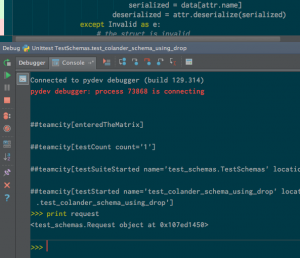 serialized = data[attr.name]
deserialized = attr.deserialize(serialized)
except Invalid as e:
# the struct is invalid
Debug Unittest TestSchemas.test_colander_schema_using_drop
Debugger Console
Connected to pydev debugger (build 129.314)
pydev debugger: process 73068 is connecting
##teamcity[enteredTheMatrix]
##teamcity[testCount count='1']
##teamcity[testSuiteStarted name='test_schemas.TestSchemas' locatio
##teamcity[testStarted name='test_colander_schema_using_drop' locat
.test_colander_schema_using_drop']
>>> print request
<test_schemas.Request object at 0x107ed1450>
>>>